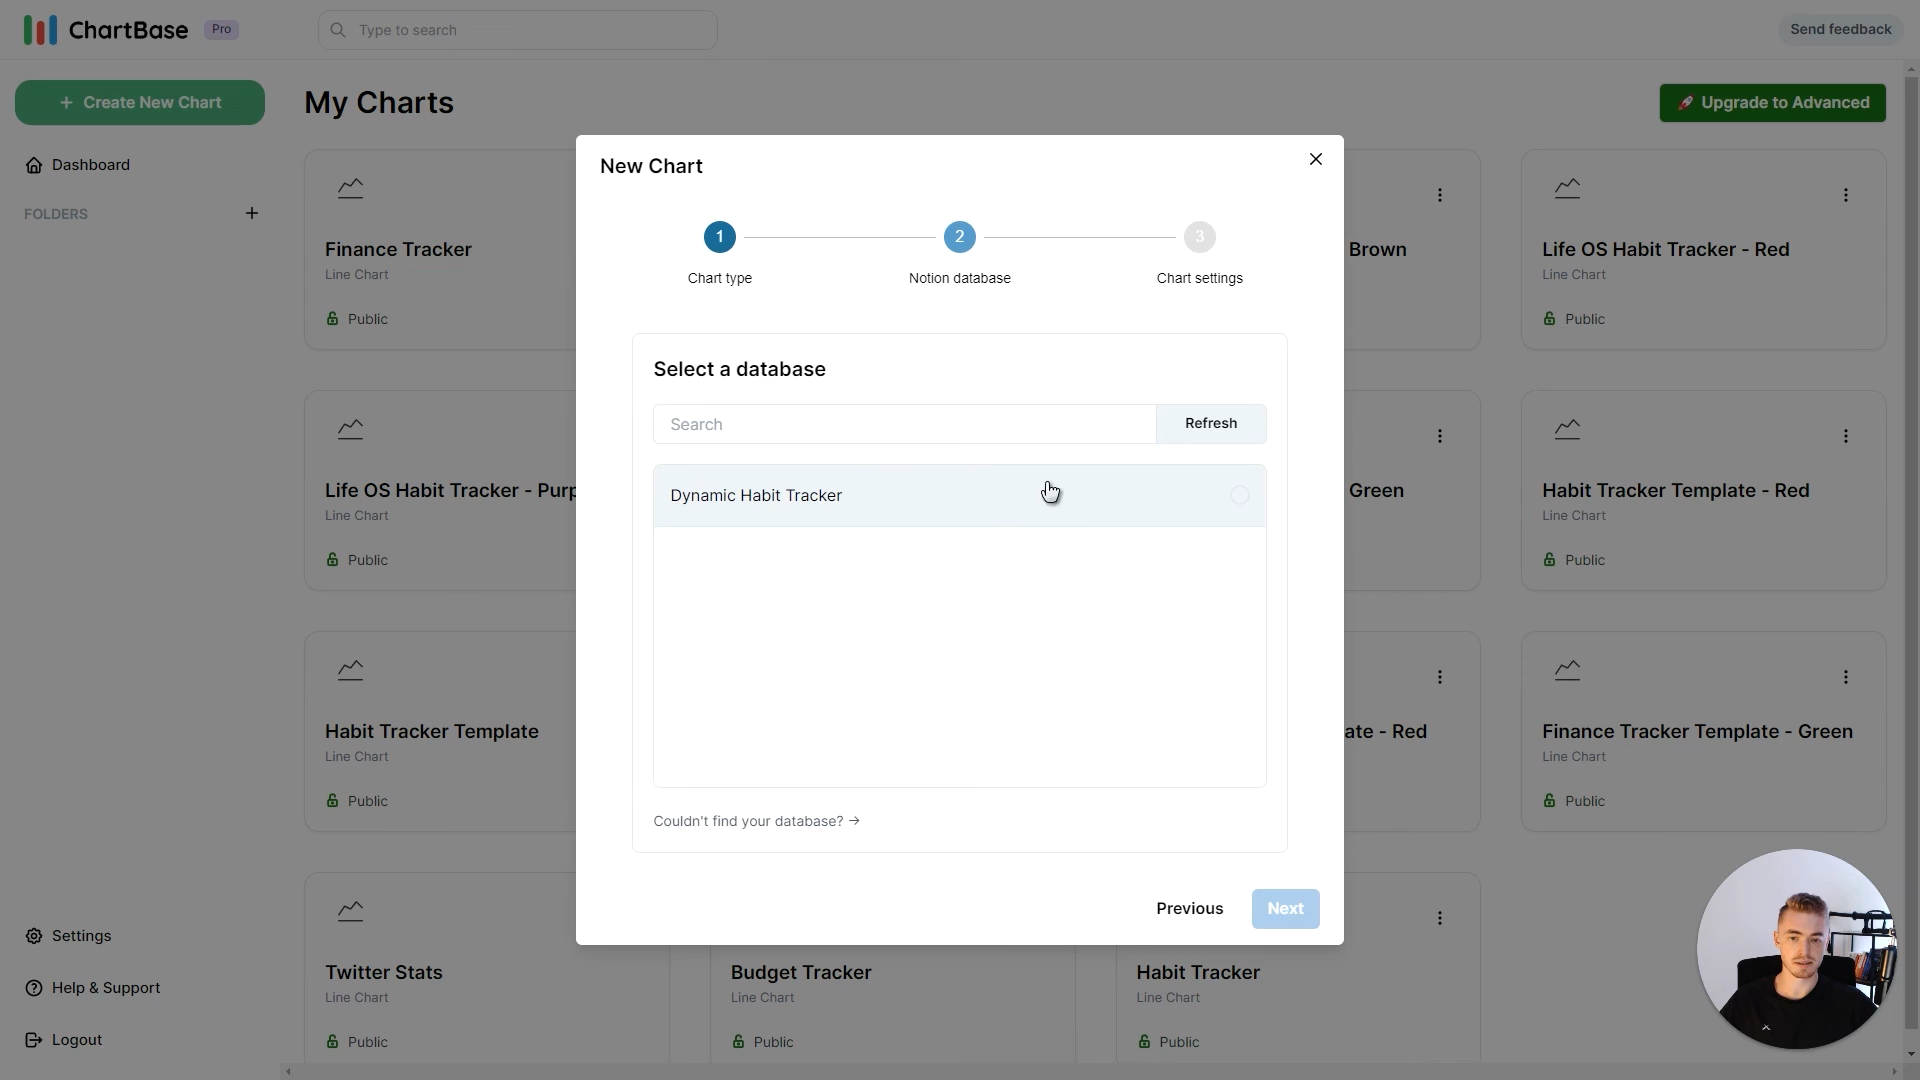 ChartBase Pro
Type to search
Send feedback
+ Create New Chart
My Charts
🚀 Upgrade to Advanced
Dashboard
FOLDERS +
Finance Tracker
Line Chart
Public
Brown
Life OS Habit Tracker - Red
Line Chart
Public
Life OS Habit Tracker - Purp
Line Chart
Public
Green
Habit Tracker Template - Red
Line Chart
Public
Habit Tracker Template
Line Chart
Public
ate - Red
Finance Tracker Template - Green
Line Chart
Public
Twitter Stats
Line Chart
Public
Budget Tracker
Line Chart
Public
Habit Tracker
Line Chart
Public
Settings
Help & Support
Logout
New Chart
1 2 3
Chart type Notion database Chart settings
Select a database
Search Refresh
Dynamic Habit Tracker
Couldn't find your database? →
Previous Next